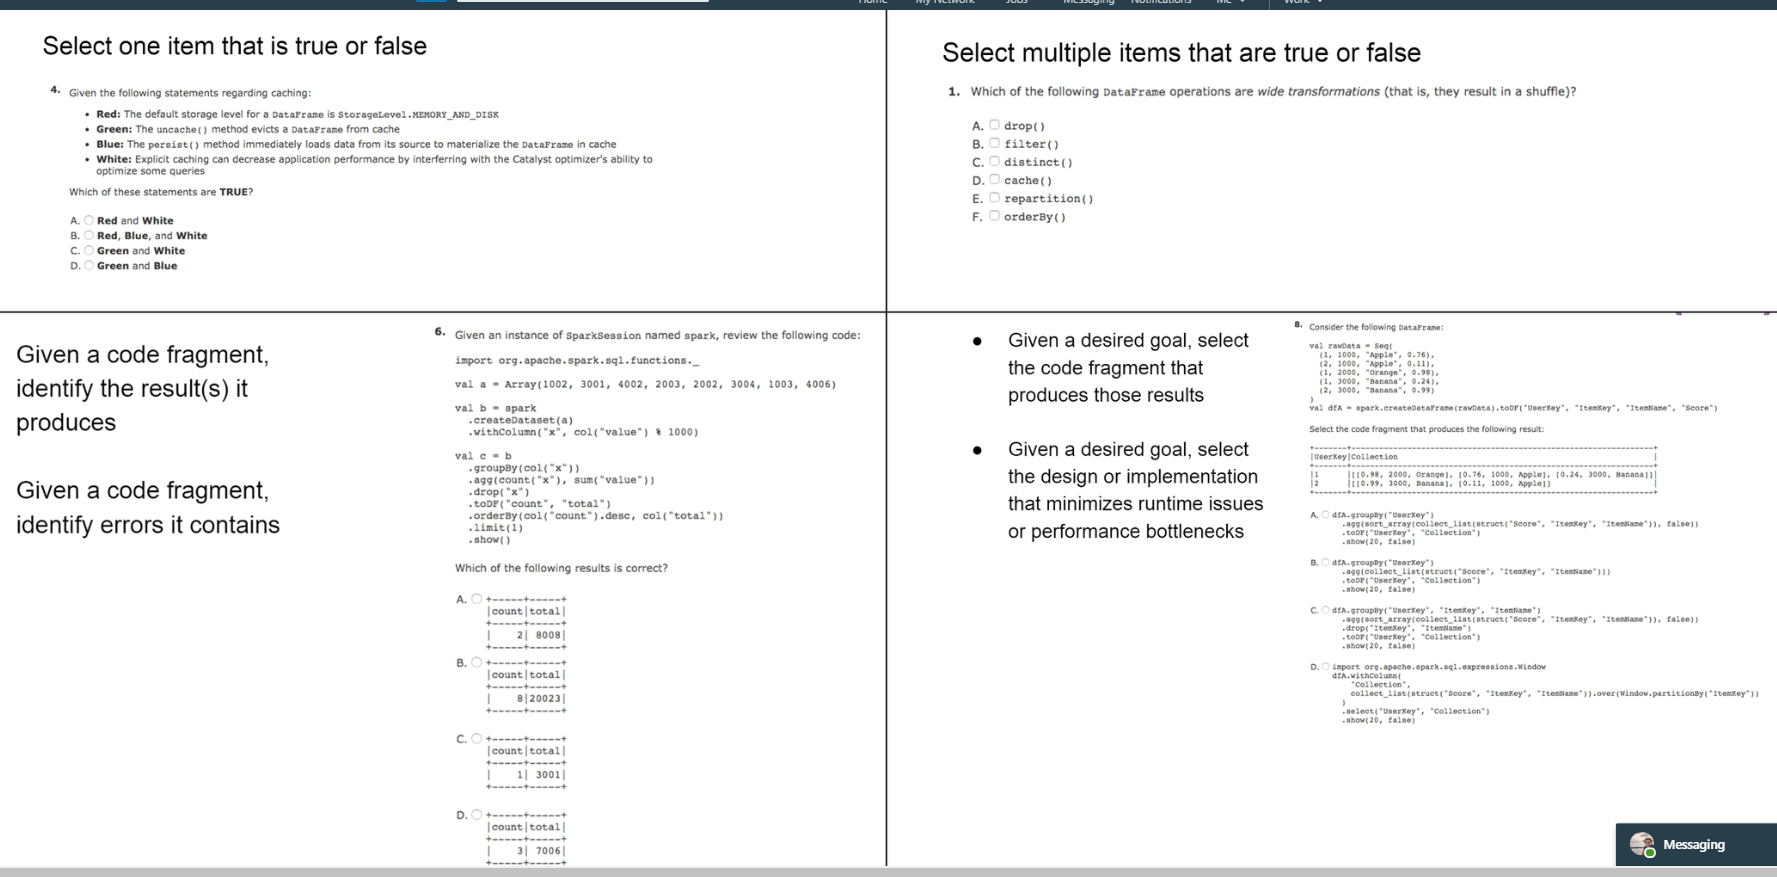 Home My Network Jobs Messaging Notifications Me Work
Select one item that is true or false
4. Given the following statements regarding caching:
• Red: The default storage level for a DataFrame is StorageLevel.MEMORY_AND_DISK
• Green: The uncache() method evicts a DataFrame from cache
• Blue: The persist() method immediately loads data from its source to materialize the DataFrame in cache
• White: Explicit caching can decrease application performance by interferring with the Catalyst optimizer's ability to
optimize some queries
Which of these statements are TRUE?
A. Red and White
B. Red, Blue, and White
C. Green and White
D. Green and Blue
Select multiple items that are true or false
1. Which of the following DataFrame operations are wide transformations (that is, they result in a shuffle)?
A. drop()
B. filter()
C. distinct()
D. cache()
E. repartition()
F. orderBy()
Given a code fragment,
identify the result(s) it
produces
Given a code fragment,
identify errors it contains
6. Given an instance of SparkSession named spark, review the following code:
import org.apache.spark.sql.functions._
val a = Array(1002, 3001, 4002, 2003, 2002, 3004, 1003, 4006)
val b = spark
.createDataset(a)
.withColumn("x", col("value") % 1000)
val c = b
.groupBy(col("x"))
.agg(count("x"), sum("value"))
.drop("x")
.toDF("count", "total")
.orderBy(col("count").desc, col("total"))
.limit(1)
.show()
Which of the following results is correct?
A. +-----+-----+
|count|total|
+-----+-----+
|    2| 8008|
+-----+-----+
B. +-----+-----+
|count|total|
+-----+-----+
|    8|20023|
+-----+-----+
C. +-----+-----+
|count|total|
+-----+-----+
|    1| 3001|
+-----+-----+
D. +-----+-----+
|count|total|
+-----+-----+
|    3| 7006|
+-----+-----+
● Given a desired goal, select
the code fragment that
produces those results
● Given a desired goal, select
the design or implementation
that minimizes runtime issues
or performance bottlenecks
8. Consider the following DataFrame:
val rawData = Seq(
(1, 1000, "Apple", 0.76),
(2, 1000, "Apple", 0.11),
(1, 2000, "Orange", 0.98),
(1, 3000, "Banana", 0.24),
(2, 3000, "Banana", 0.99)
)
val dfA = spark.createDataFrame(rawData).toDF("UserKey", "ItemKey", "ItemName", "Score")
Select the code fragment that produces the following result:
|UserKey|Collection |
|1 |[[0.98, 2000, Orange], [0.76, 1000, Apple], [0.24, 3000, Banana]]|
|2 |[[0.99, 3000, Banana], [0.11, 1000, Apple]] |
A. dfA.groupBy("UserKey")
.agg(sort_array(collect_list(struct("Score", "ItemKey", "ItemName")), false))
.toDF("UserKey", "Collection")
.show(20, false)
B. dfA.groupBy("UserKey")
.agg(collect_list(struct("Score", "ItemKey", "ItemName")))
.toDF("UserKey", "Collection")
.show(20, false)
C. dfA.groupBy("UserKey", "ItemKey", "ItemName")
.agg(sort_array(collect_list(struct("Score", "ItemKey", "ItemName")), false))
.drop("ItemKey", "ItemName")
.toDF("UserKey", "Collection")
.show(20, false)
D. import org.apache.spark.sql.expressions.Window
dfA.withColumn(
"Collection",
collect_list(struct("Score", "ItemKey", "ItemName")).over(Window.partitionBy("ItemKey"))
)
.select("UserKey", "Collection")
.show(20, false)
Messaging